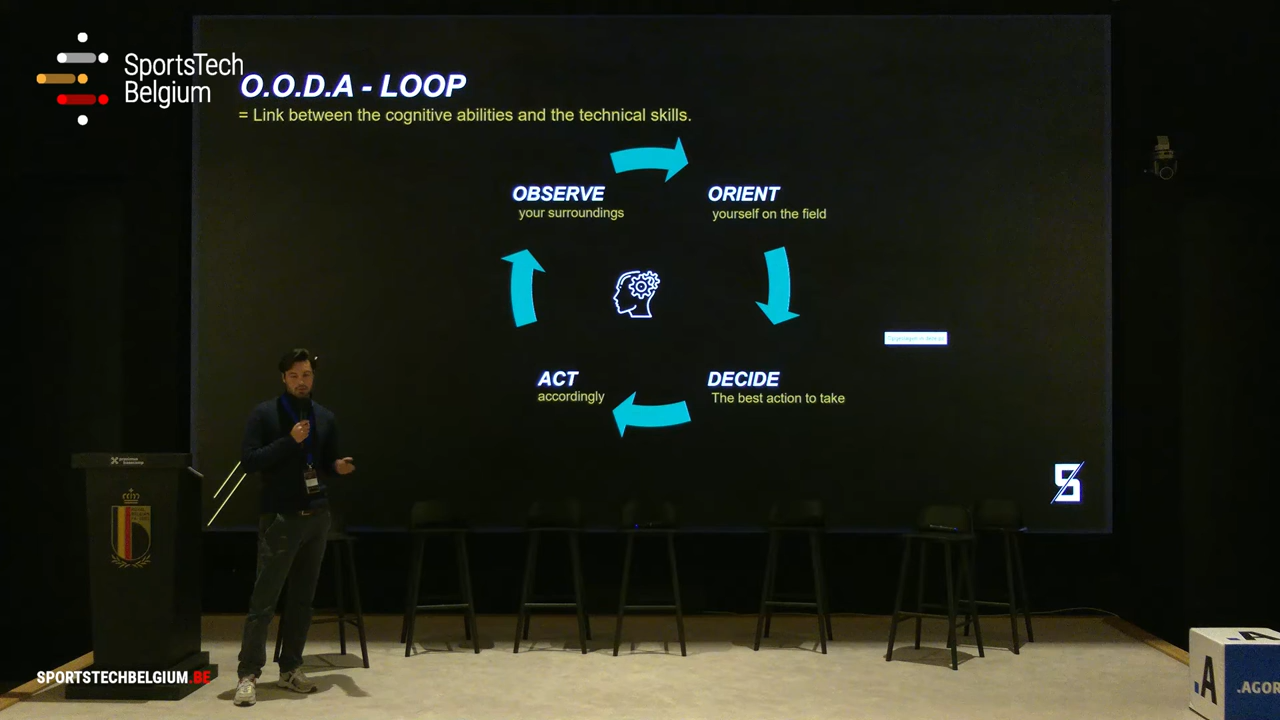 SportsTech
Belgium
O.O.D.A - LOOP
= Link between the cognitive abilities and the technical skills.
OBSERVE
your surroundings
ORIENT
yourself on the field
ACT
accordingly
DECIDE
The best action to take
SPORTSTECHBELGIUM.BE
.A
.A
.AGOR